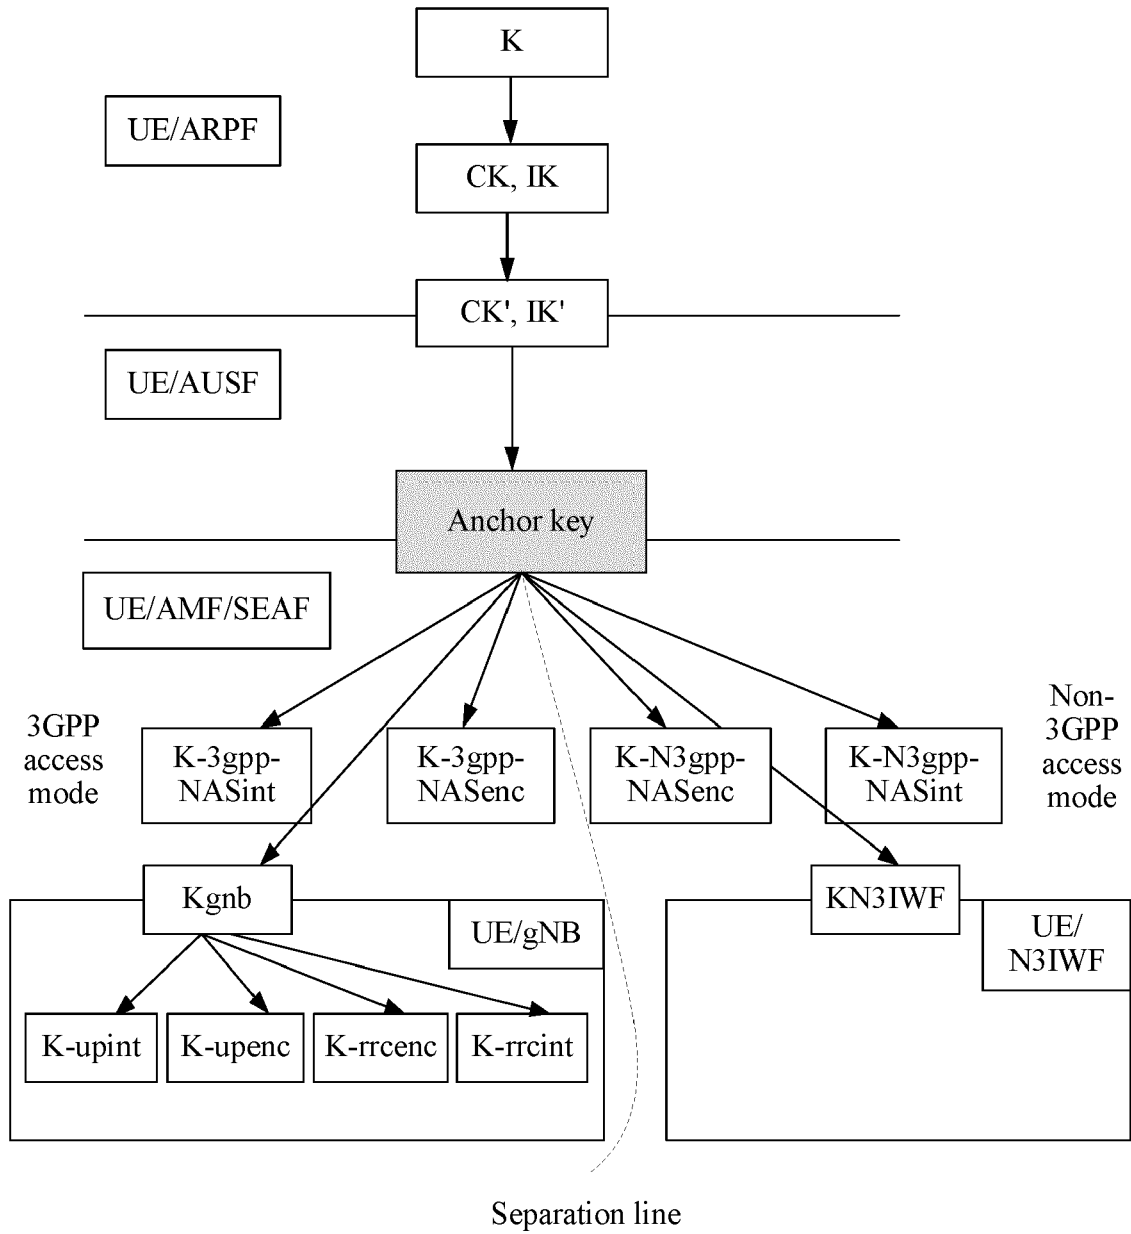 K
UE/ARPF
CK, IK
CK', IK'
UE/AUSF
Anchor key
UE/AMF/SEAF
3GPP
access
mode
K-3gpp-
NASint
K-3gpp-
NASenc
K-N3gpp-
NASenc
K-N3gpp-
NASint
Non-
3GPP
access
mode
Kgnb
UE/gNB
KN3IWF
UE/
N3IWF
K-upint
K-upenc
K-rrcenc
K-rrcint
Separation line